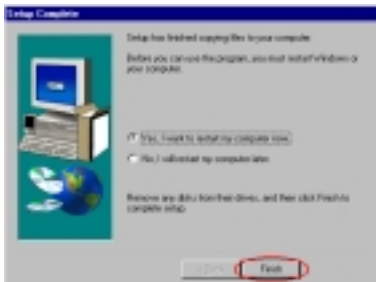 Setup Complete
Setup has finished copying files to your computer.
Before you can use the program, you must restart Windows or
your computer.
Yes, I want to restart my computer now.
No, I will restart my computer later.
Remove any disks from their drives, and then click Finish to
complete setup.
Finish